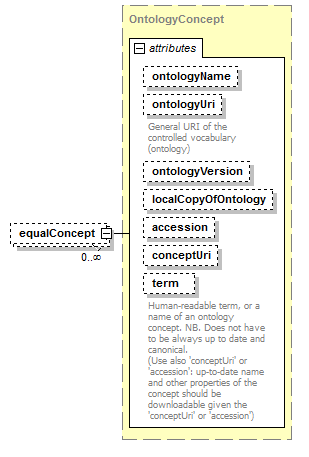 OntologyConcept
attributes
ontologyName
ontologyUri
General URI of the
controlled vocabulary
(ontology)
ontologyVersion
localCopyOfOntology
accession
equalConcept
0..∞
conceptUri
term
Human-readable term, or a
name of an ontology
concept. NB. Does not have
to be always up to date and
canonical.
(Use also 'conceptUri' or
'accession': up-to-date name
and other properties of the
concept should be
downloadable given the
'conceptUri' or 'accession')